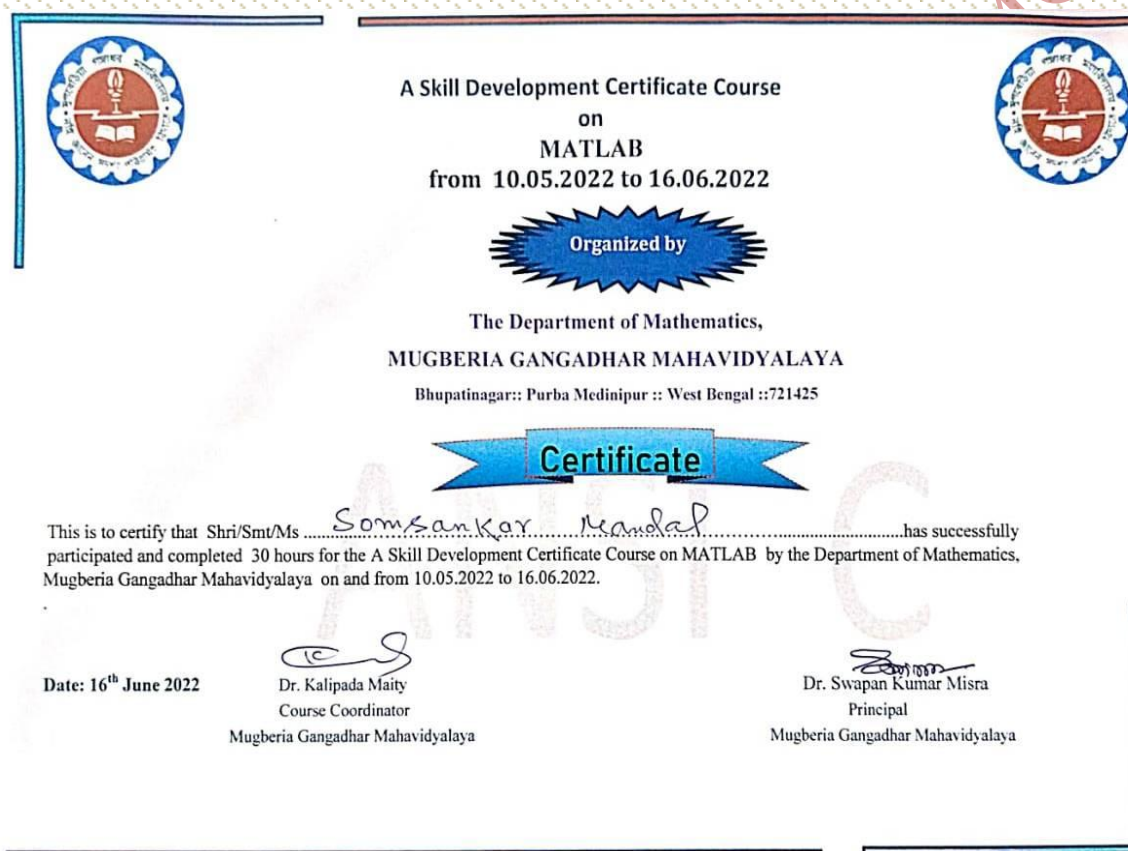 A Skill Development Certificate Course
on
MATLAB
from 10.05.2022 to 16.06.2022
Organized by
The Department of Mathematics,
MUGBERIA GANGADHAR MAHAVIDYALAYA
Bhupatinagar:: Purba Medinipur :: West Bengal ::721425
Certificate
This is to certify that Shri/Smt/Ms ....Somsankar Mandal....has successfully
participated and completed 30 hours for the A Skill Development Certificate Course on MATLAB by the Department of Mathematics,
Mugberia Gangadhar Mahavidyalaya on and from 10.05.2022 to 16.06.2022.
ANSI C
Date: 16th June 2022
Dr. Kalipada Maity
Course Coordinator
Mugberia Gangadhar Mahavidyalaya
Dr. Swapan Kumar Misra
Principal
Mugberia Gangadhar Mahavidyalaya